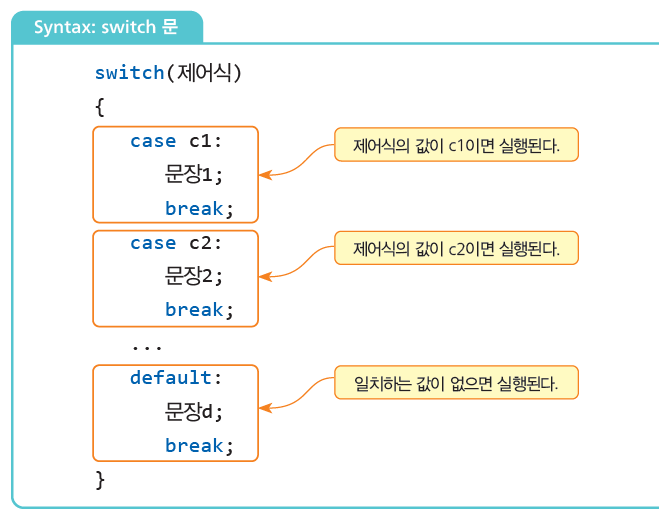 Syntax: switch 문
switch(제어식)
{
case c1:
제어식의 값이 c1이면 실행된다.
문장1;
break;
case c2:
제어식의 값이 c2이면 실행된다.
문장2;
break;
...
default:
일치하는 값이 없으면 실행된다.
문장d;
break;
}